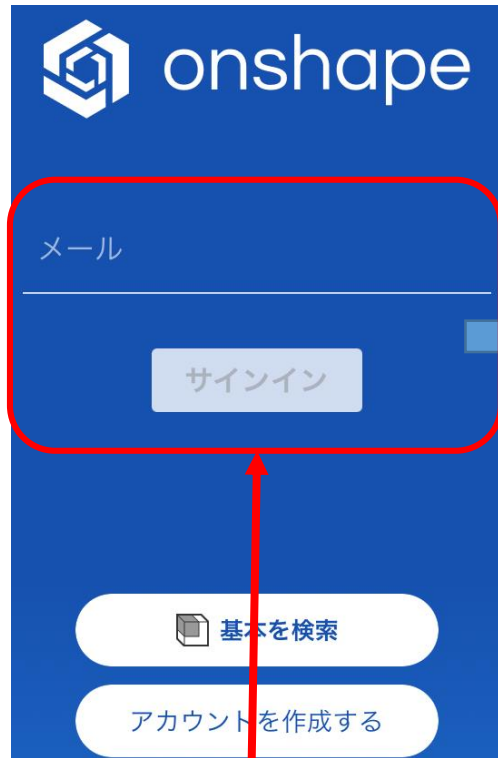 onshape
メール
サインイン
基本を検索
アカウントを作成する